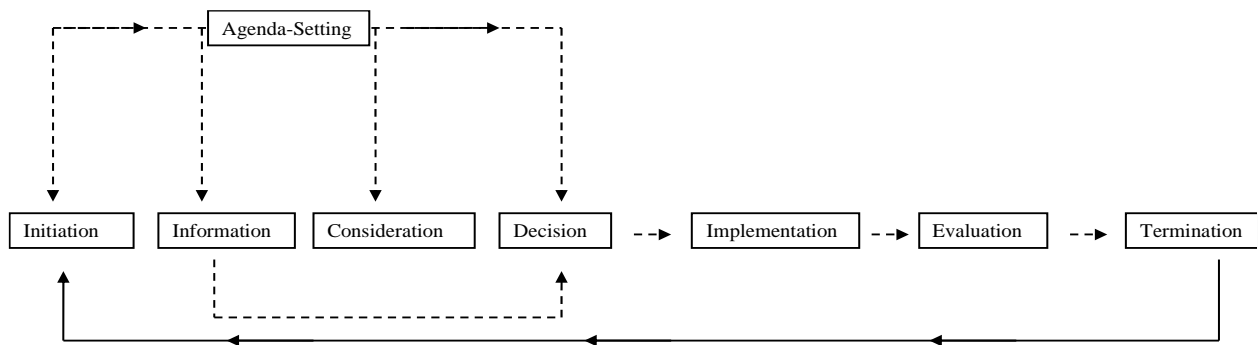 Agenda-Setting
Initiation
Information
Consideration
Decision
Implementation
Evaluation
Termination